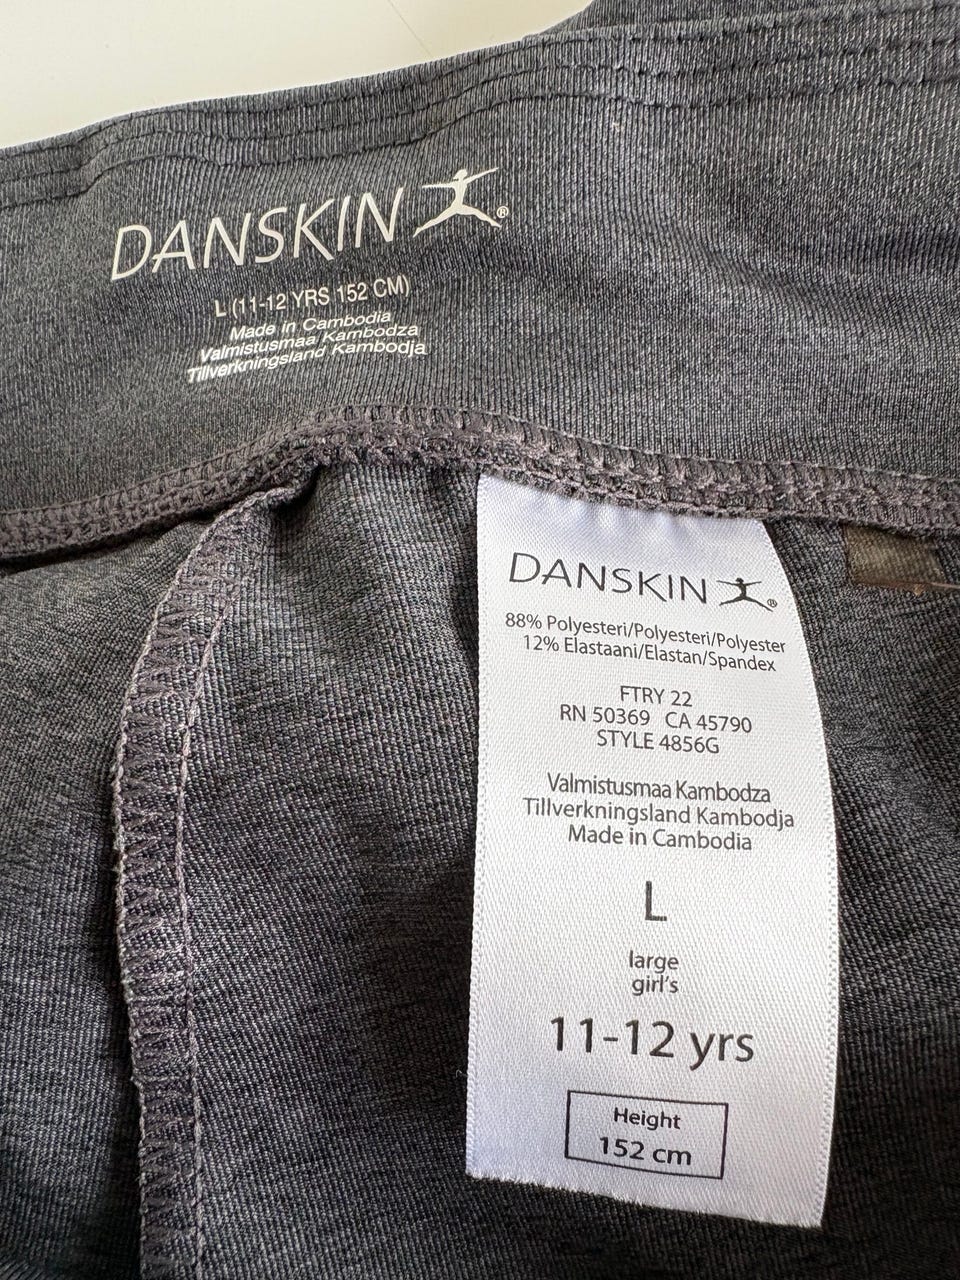 DANSKIN ®
L (11-12 YRS 152 CM)
Made in Cambodia
Valmistusmaa Kambodza
Tillverkningsland Kambodja
DANSKIN ®
88% Polyesteri/Polyesteri/Polyester
12% Elastaani/Elastan/Spandex
FTRY 22
RN 50369 CA 45790
STYLE 4856G
Valmistusmaa Kambodza
Tillverkningsland Kambodja
Made in Cambodia
L
large
girl's
11-12 yrs
Height
152 cm